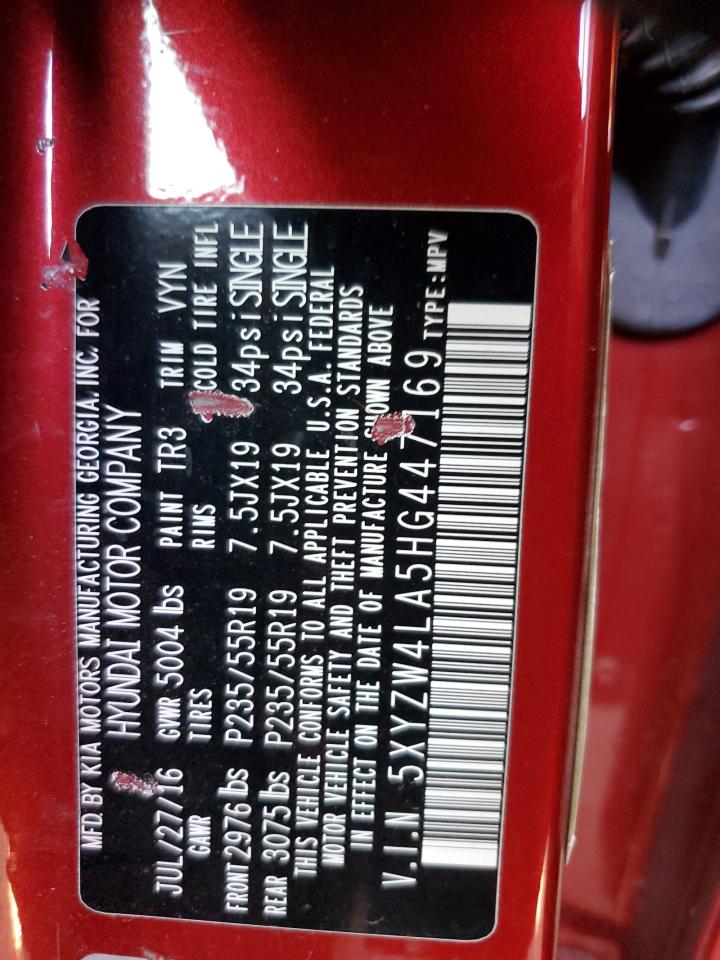 MFD. BY KIA MOTORS MANUFACTURING GEORGIA. INC. FOR
HYUNDAI MOTOR COMPANY
JUL/27/16 GVWR 5004 lbs PAINT TR3 TRIM VYN
GAWR TIRES RIMS COLD TIRE INFL
FRONT 2976 lbs P235/55R19 7.5JX19 34psi SINGLE
REAR 3075 lbs P235/55R19 7.5JX19 34psi SINGLE
THIS VEHICLE CONFORMS TO ALL APPLICABLE U.S.A. FEDERAL
MOTOR VEHICLE SAFETY AND THEFT PREVENTION STANDARDS
IN EFFECT ON THE DATE OF MANUFACTURE SHOWN ABOVE
V.I.N 5XYZW4LA5HG447169 TYPE:MPV